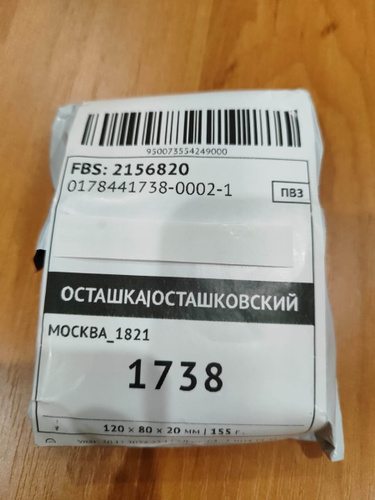 950073554249000
FBS: 2156820
0178441738-0002-1
ПВЗ
ОСТАШКА|ОСТАШКОВСКИЙ
МОСКВА_1821
1738
120 × 80 × 20 мм | 155 г.